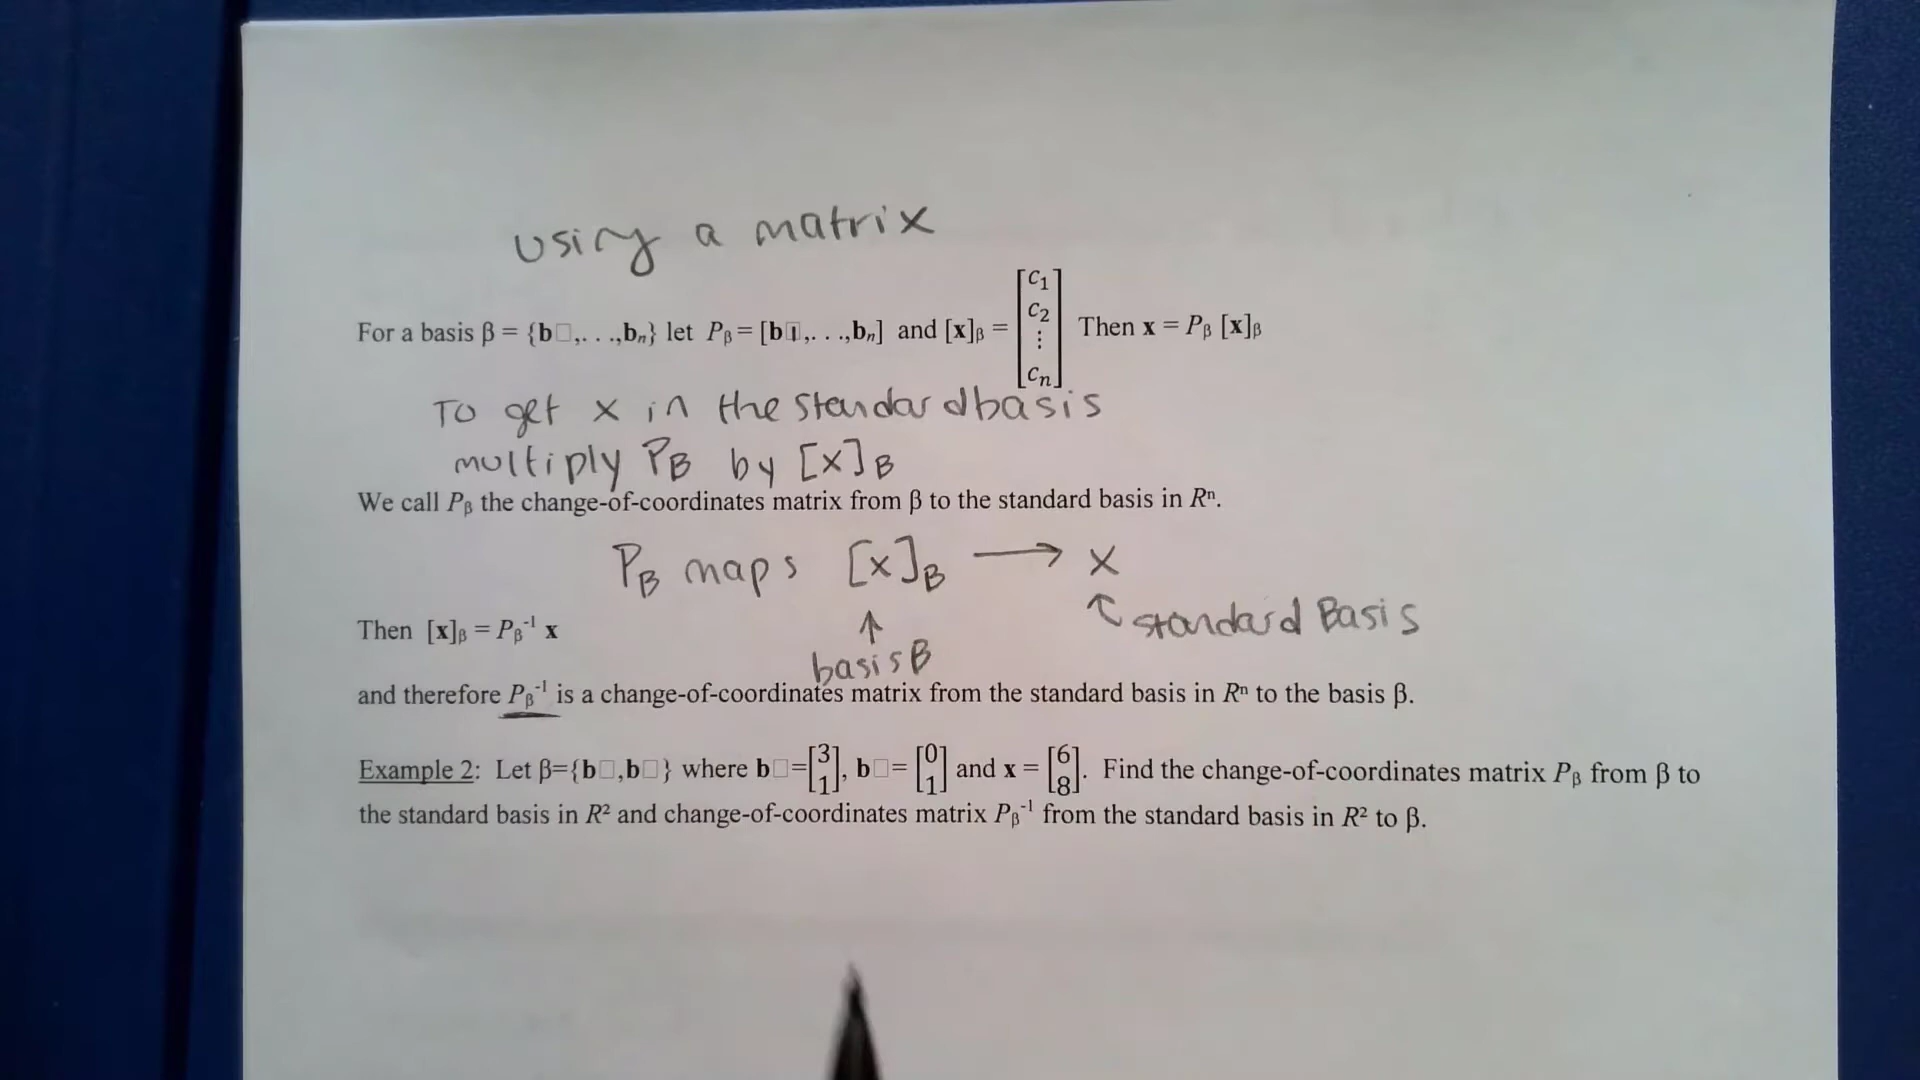 using a matrix
For a basis β = {b□,. . .,bₙ} let Pᵦ = [b1,. . .,bₙ] and [x]ᵦ = [c₁ c₂ ⋮ cₙ] Then x = Pᵦ [x]ᵦ
To get x in the standard basis
multiply PB by [x]B
We call Pᵦ the change-of-coordinates matrix from β to the standard basis in Rⁿ.
PB maps [x]B → x
↑ basis B
↖ standard Basis
Then [x]ᵦ = Pᵦ⁻¹ x
and therefore Pᵦ⁻¹ is a change-of-coordinates matrix from the standard basis in Rⁿ to the basis β.
Example 2: Let β={b□,b□} where b□=[3 1], b□= [0 1] and x = [6 8]. Find the change-of-coordinates matrix Pᵦ from β to
the standard basis in R² and change-of-coordinates matrix Pᵦ⁻¹ from the standard basis in R² to β.